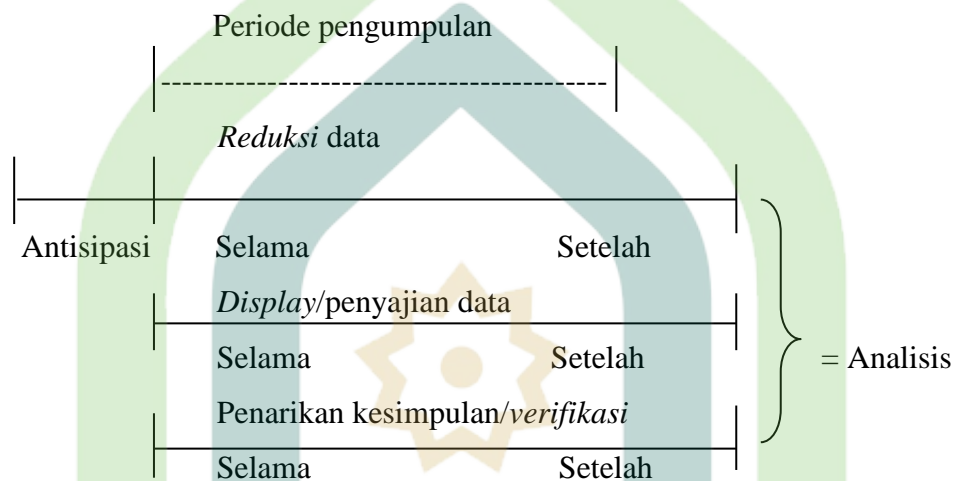 Periode pengumpulan
Reduksi data
Antisipasi Selama Setelah
Display/penyajian data
Selama Setelah
= Analisis
Penarikan kesimpulan/verifikasi
Selama Setelah